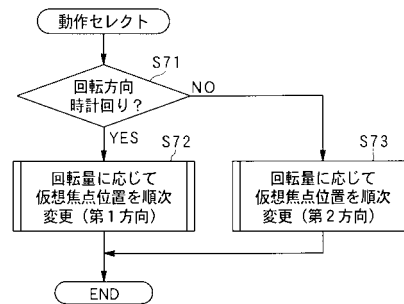 動作セレクト
S71
回転方向
時計回り？
NO
YES
S72
回転量に応じて
仮想焦点位置を順次
変更（第1方向）
S73
回転量に応じて
仮想焦点位置を順次
変更（第2方向）
END